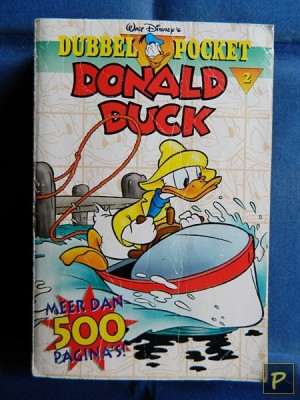 Walt Disney's
DUBBEL POCKET
DONALD
2
DUCK
MEER DAN
500
PAGINA'S!
P